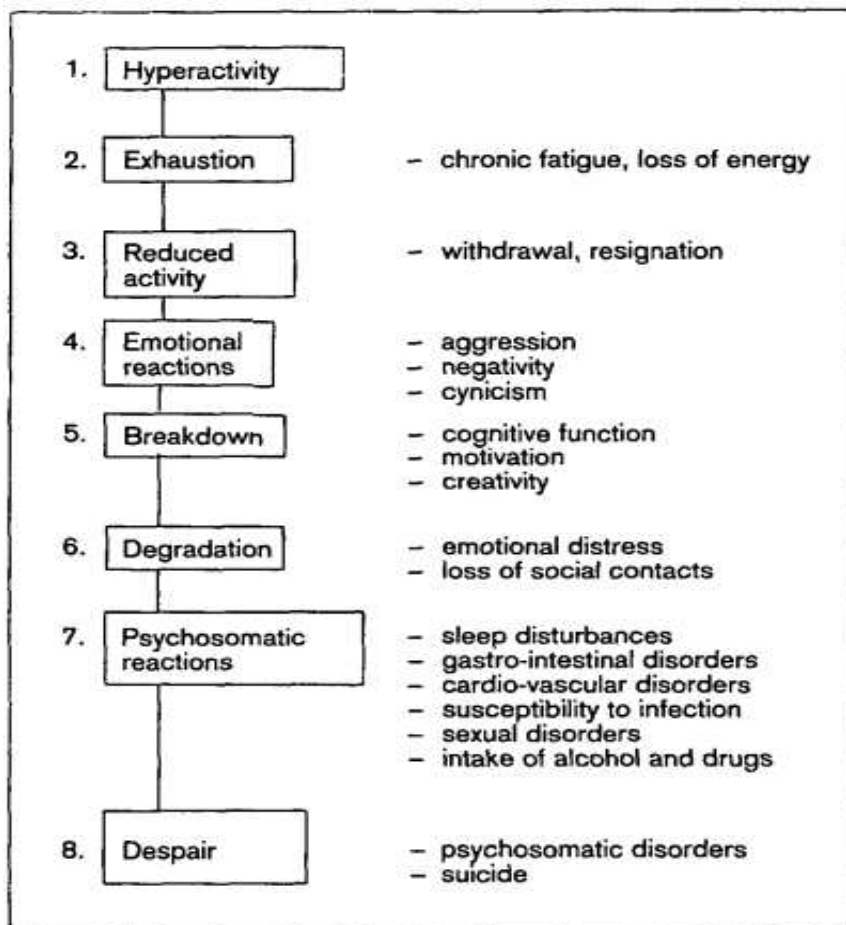 1. Hyperactivity
2. Exhaustion – chronic fatigue, loss of energy
3. Reduced activity – withdrawal, resignation
4. Emotional reactions – aggression
– negativity
– cynicism
5. Breakdown – cognitive function
– motivation
– creativity
6. Degradation – emotional distress
– loss of social contacts
7. Psychosomatic reactions – sleep disturbances
– gastro-intestinal disorders
– cardio-vascular disorders
– susceptibility to infection
– sexual disorders
– intake of alcohol and drugs
8. Despair – psychosomatic disorders
– suicide